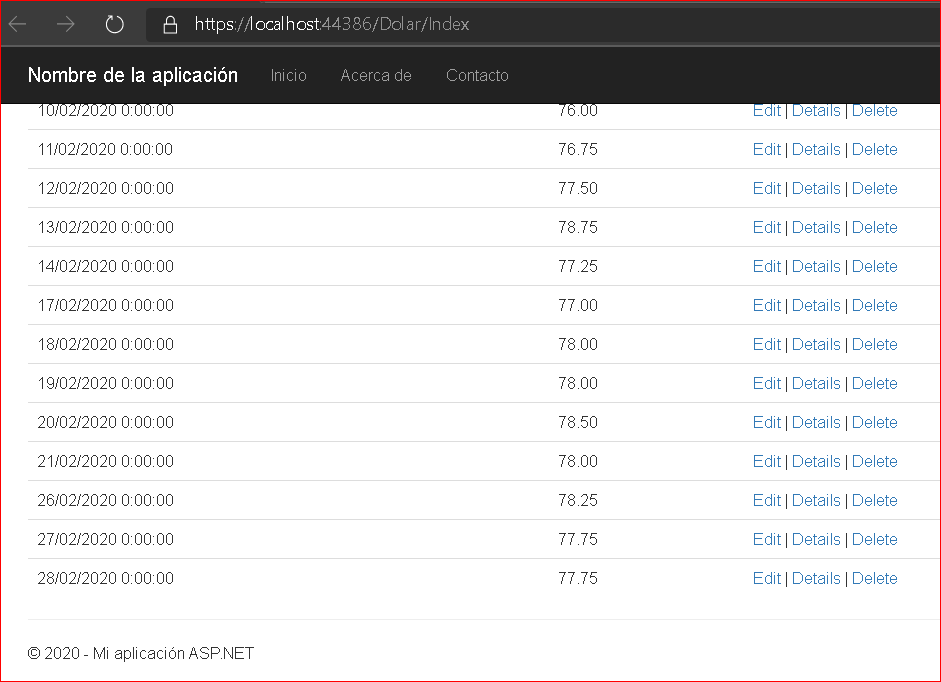 https://localhost:44386/Dolar/Index
Nombre de la aplicación Inicio Acerca de Contacto
10/02/2020 0:00:00 76.00 Edit | Details | Delete
11/02/2020 0:00:00 76.75 Edit | Details | Delete
12/02/2020 0:00:00 77.50 Edit | Details | Delete
13/02/2020 0:00:00 78.75 Edit | Details | Delete
14/02/2020 0:00:00 77.25 Edit | Details | Delete
17/02/2020 0:00:00 77.00 Edit | Details | Delete
18/02/2020 0:00:00 78.00 Edit | Details | Delete
19/02/2020 0:00:00 78.00 Edit | Details | Delete
20/02/2020 0:00:00 78.50 Edit | Details | Delete
21/02/2020 0:00:00 78.00 Edit | Details | Delete
26/02/2020 0:00:00 78.25 Edit | Details | Delete
27/02/2020 0:00:00 77.75 Edit | Details | Delete
28/02/2020 0:00:00 77.75 Edit | Details | Delete
© 2020 - Mi aplicación ASP.NET